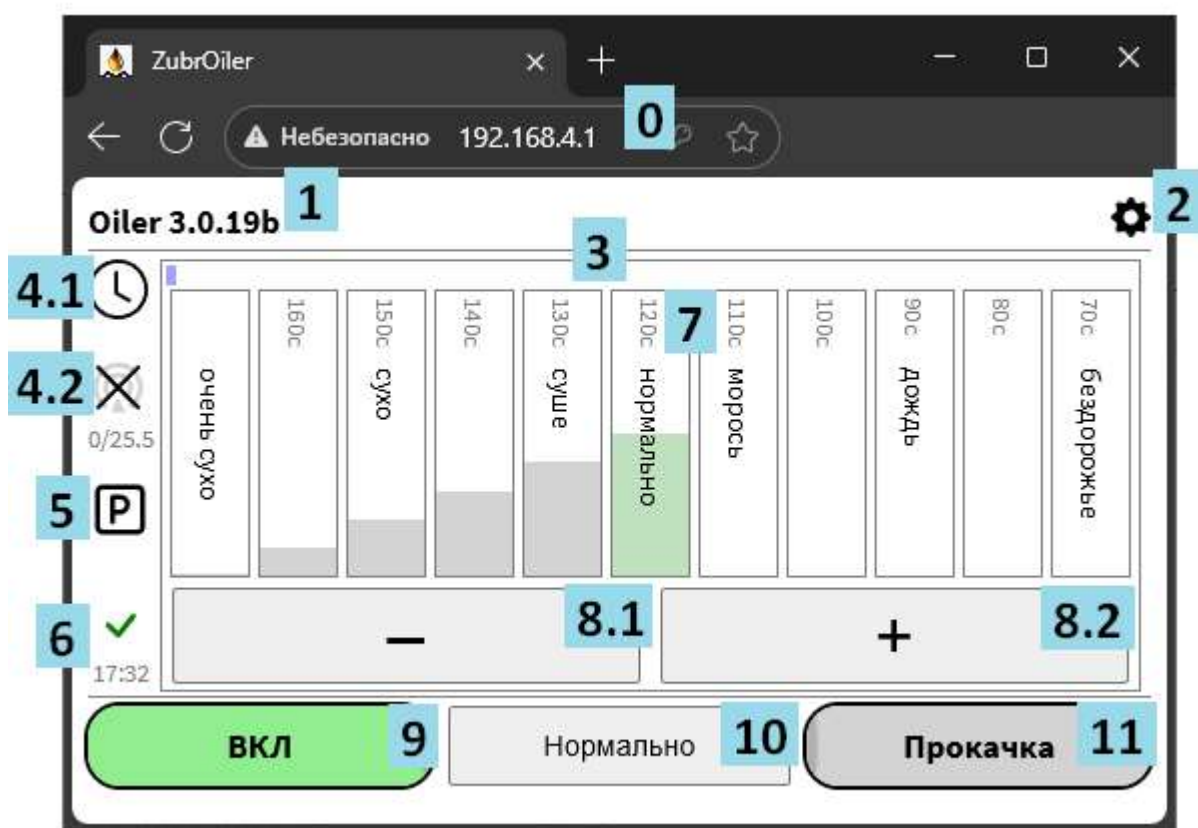 ZubrOiler
Небезопасно 192.168.4.1 0
1
Oiler 3.0.19b
2
3
4.1
4.2
0/25.5
5 P
6
17:32
очень сухо
160с
150с сухо
140с
130с суше
120с нормально
7
110с морось
100с
90с дождь
80с
70с бездорожье
− 8.1
+ 8.2
ВКЛ 9
Нормально 10
Прокачка 11